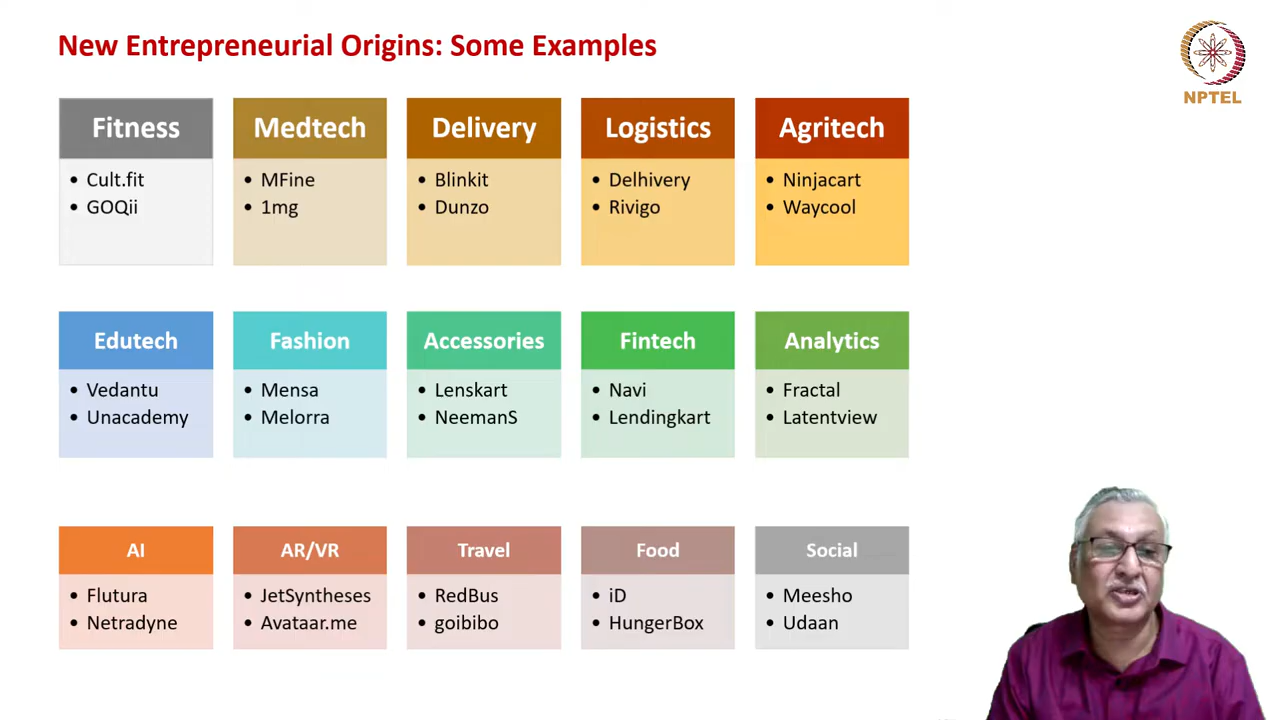 New Entrepreneurial Origins: Some Examples
NPTEL
Fitness
• Cult.fit
• GOQii
Medtech
• MFine
• 1mg
Delivery
• Blinkit
• Dunzo
Logistics
• Delhivery
• Rivigo
Agritech
• Ninjacart
• Waycool
Edutech
• Vedantu
• Unacademy
Fashion
• Mensa
• Melorra
Accessories
• Lenskart
• NeemanS
Fintech
• Navi
• Lendingkart
Analytics
• Fractal
• Latentview
AI
• Flutura
• Netradyne
AR/VR
• JetSyntheses
• Avataar.me
Travel
• RedBus
• goibibo
Food
• iD
• HungerBox
Social
• Meesho
• Udaan